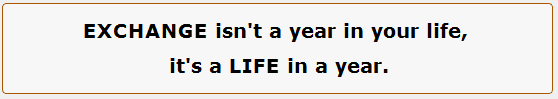 EXCHANGE isn't a year in your life,
it's a LIFE in a year.